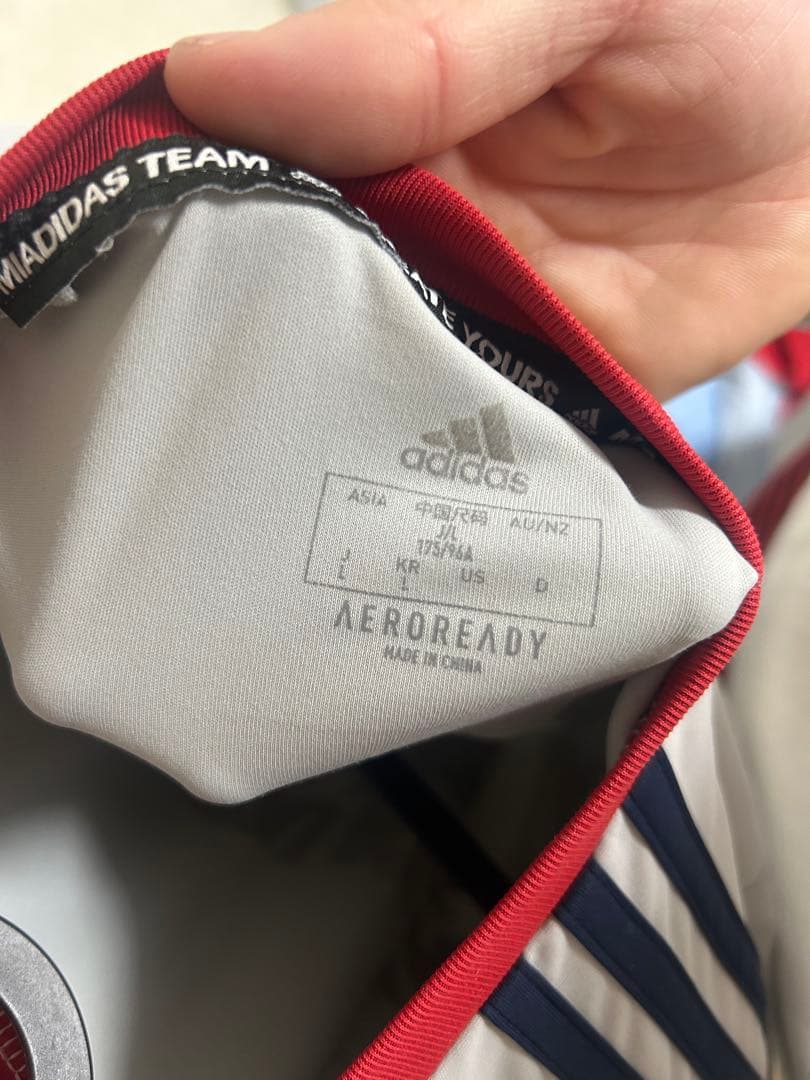 MIADIDAS TEAM
E YOURS
adidas
ASIA 中国尺码 AU/NZ
J/L
175/96A
J KR US D
L L
AEROREADY
MADE IN CHINA